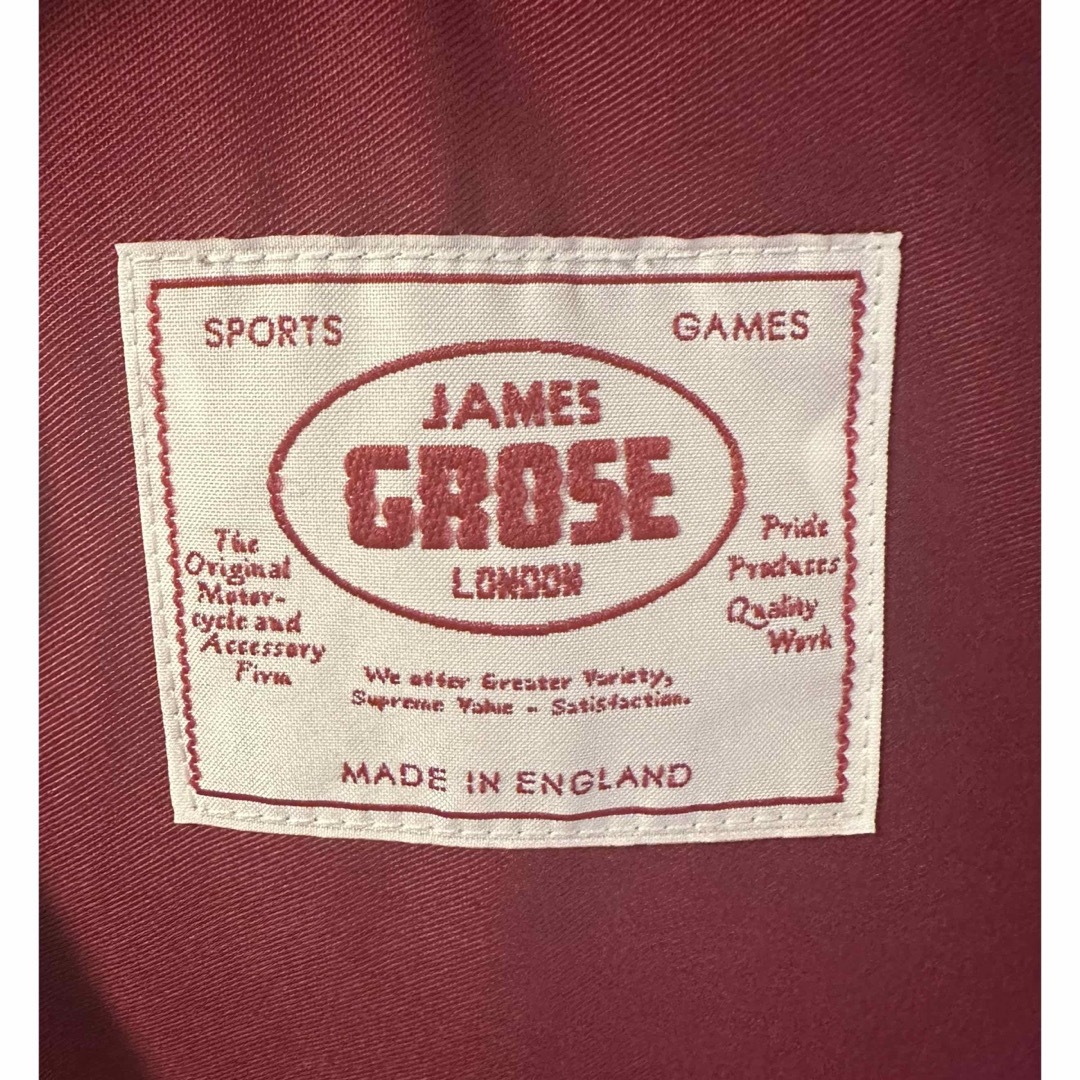 SPORTS GAMES
JAMES
GROSE
LONDON
The
Original
Motor-
cycle and
Accessory
Firm
Pride
Produces
Quality
Work
We offer Greater Variety,
Supreme Value - Satisfaction.
MADE IN ENGLAND